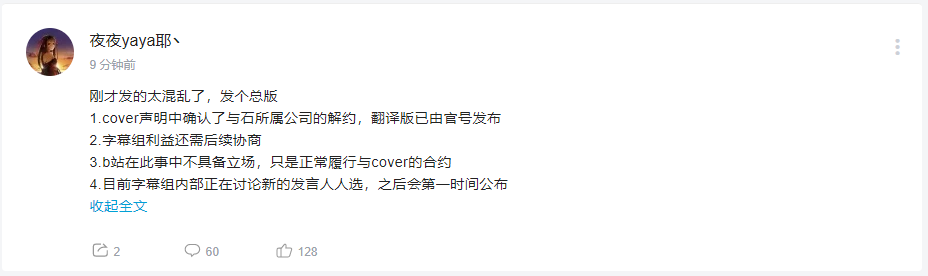 夜夜yaya耶丶
9 分钟前
刚才发的太混乱了，发个总版
1.cover声明中确认了与石所属公司的解约，翻译版已由官号发布
2.字幕组利益还需后续协商
3.b站在此事中不具备立场，只是正常履行与cover的合约
4.目前字幕组内部正在讨论新的发言人人选，之后会第一时间公布
收起全文
2 60 128